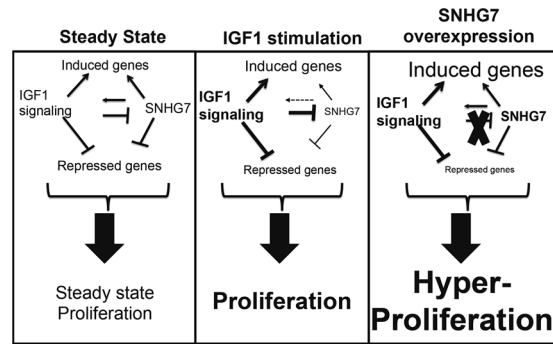 Steady State
Induced genes
IGF1
signaling
SNHG7
Repressed genes
Steady state
Proliferation
IGF1 stimulation
Induced genes
IGF1
signaling
SNHG7
Repressed genes
Proliferation
SNHG7
overexpression
Induced genes
IGF1
signaling
SNHG7
Repressed genes
Hyper-
Proliferation